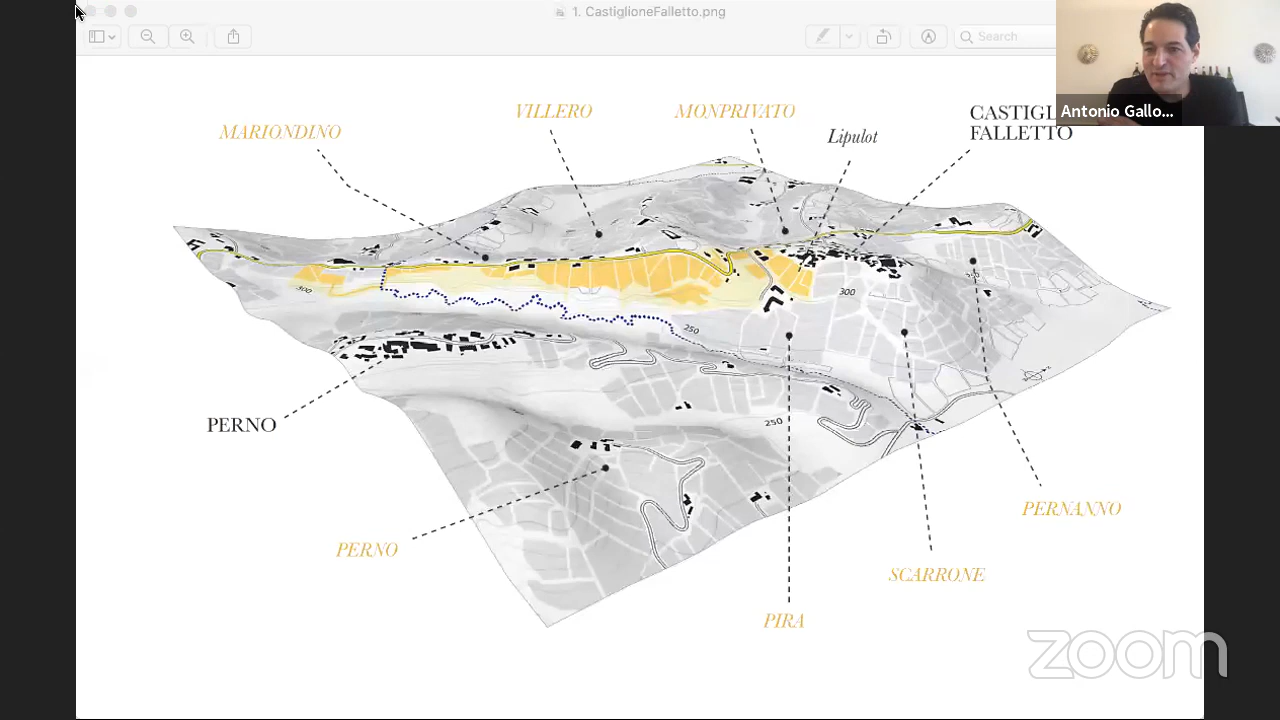 1. CastiglioneFalletto.png
Search
Antonio Gallo...
MARIONDINO
VILLERO
MONPRIVATO
Lipulot
CASTIGL
FALLETTO
300
250
300
350
250
PERNO
PERNO
PIRA
SCARRONE
PERNANNO
zoom